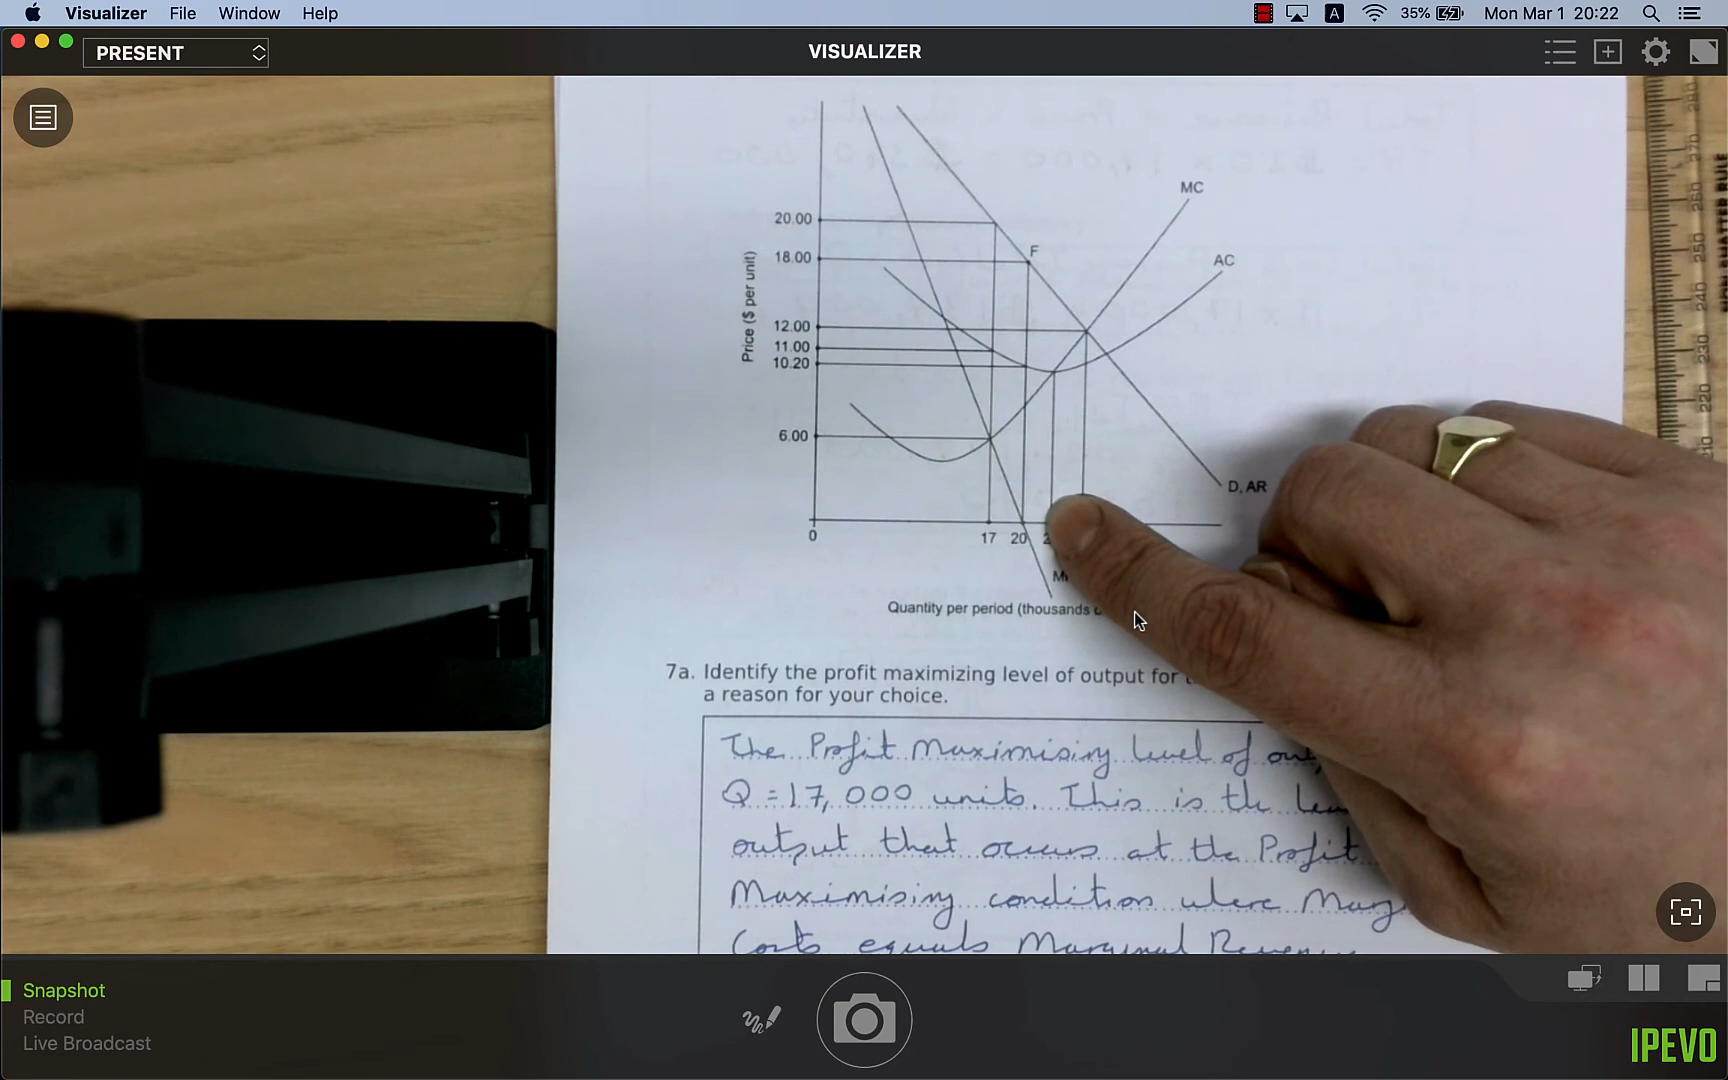 Visualizer File Window Help
A 35% Mon Mar 1 20:22
PRESENT
VISUALIZER
MC
20.00
F
18.00
AC
Price ($ per unit)
12.00
11.00
10.20
6.00
D, AR
0
17 20
Quantity per period (thousands
7a. Identify the profit maximizing level of output for
a reason for your choice.
The Profit Maximising level of
Q = 17,000 units. This is the
output that occurs at the Profit
Maximising condition where
Costs equals Marginal
Snapshot
Record
Live Broadcast
IPEVO